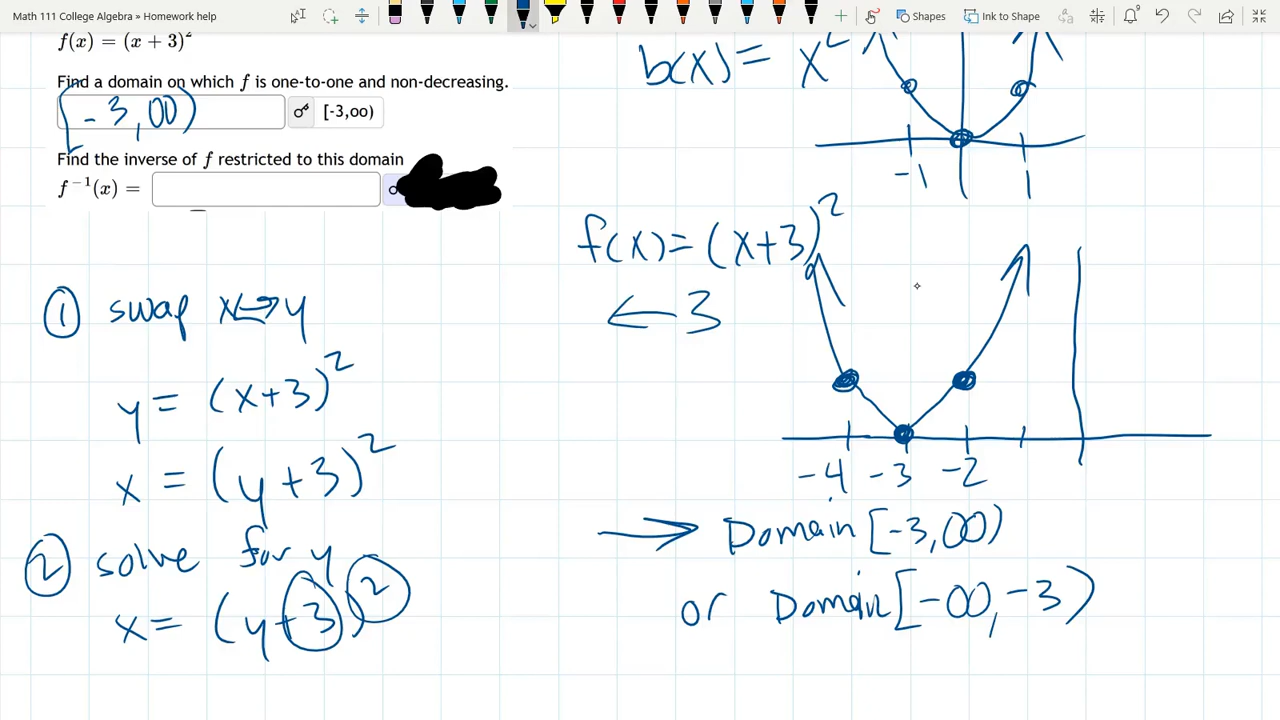 Math 111 College Algebra » Homework help
Shapes
Ink to Shape
f(x) = (x + 3)²
Find a domain on which f is one-to-one and non-decreasing.
[-3,00)
[-3,oo)
Find the inverse of f restricted to this domain
f⁻¹(x) =
① swap x↔y
y = (x+3)²
x = (y+3)²
② solve for y
x = (y+3)²
b(x) = x²
-1 1
f(x) = (x+3)²
← 3
-4 -3 -2
→ Domain [-3,00)
or Domain [-00,-3)